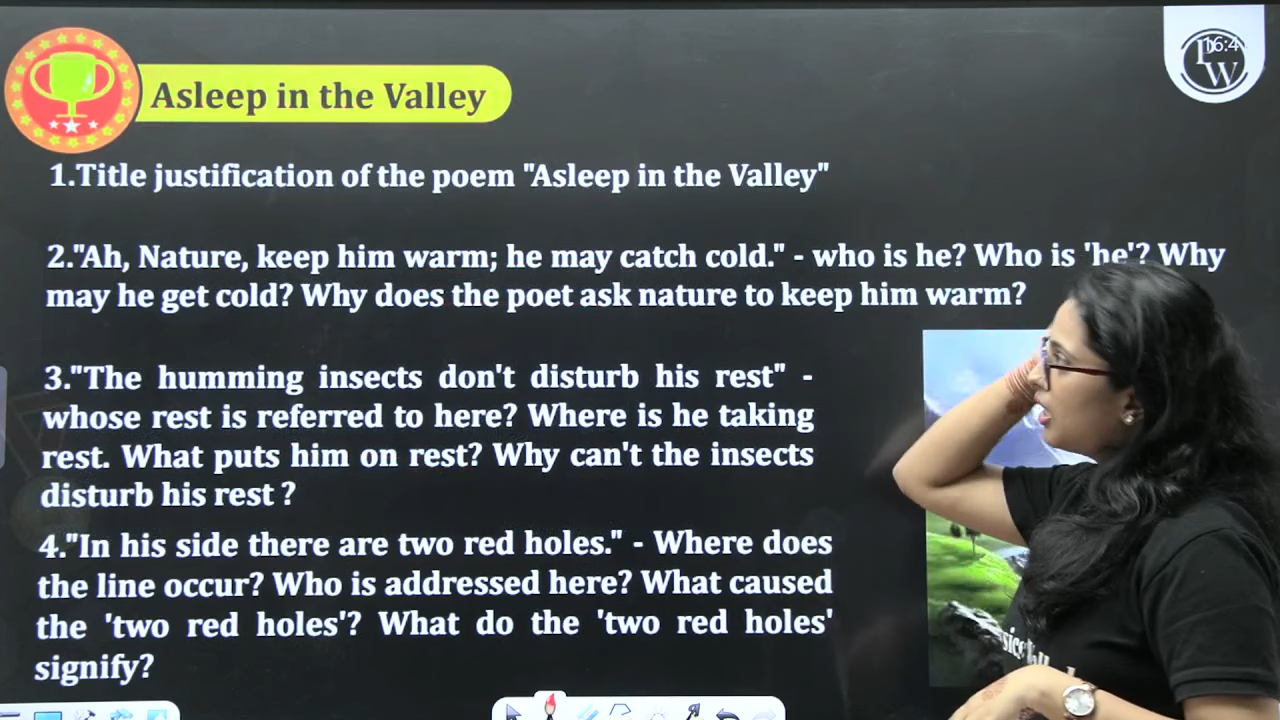 Asleep in the Valley
16:4
W
1.Title justification of the poem "Asleep in the Valley"
2."Ah, Nature, keep him warm; he may catch cold." - who is he? Who is 'he'? Why
may he get cold? Why does the poet ask nature to keep him warm?
3."The humming insects don't disturb his rest" -
whose rest is referred to here? Where is he taking
rest. What puts him on rest? Why can't the insects
disturb his rest ?
4."In his side there are two red holes." - Where does
the line occur? Who is addressed here? What caused
the 'two red holes'? What do the 'two red holes'
signify?